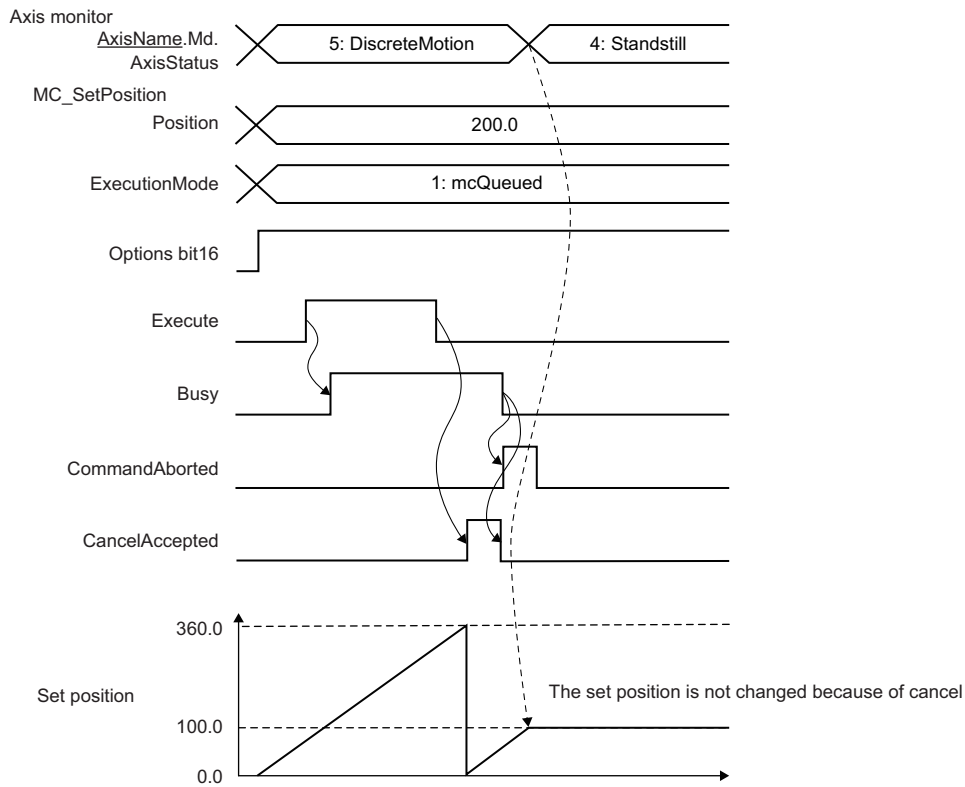 Axis monitor
AxisName.Md.
AxisStatus
5: DiscreteMotion
4: Standstill
MC_SetPosition
Position
200.0
ExecutionMode
1: mcQueued
Options bit16
Execute
Busy
CommandAborted
CancelAccepted
360.0
Set position
The set position is not changed because of cancel
100.0
0.0